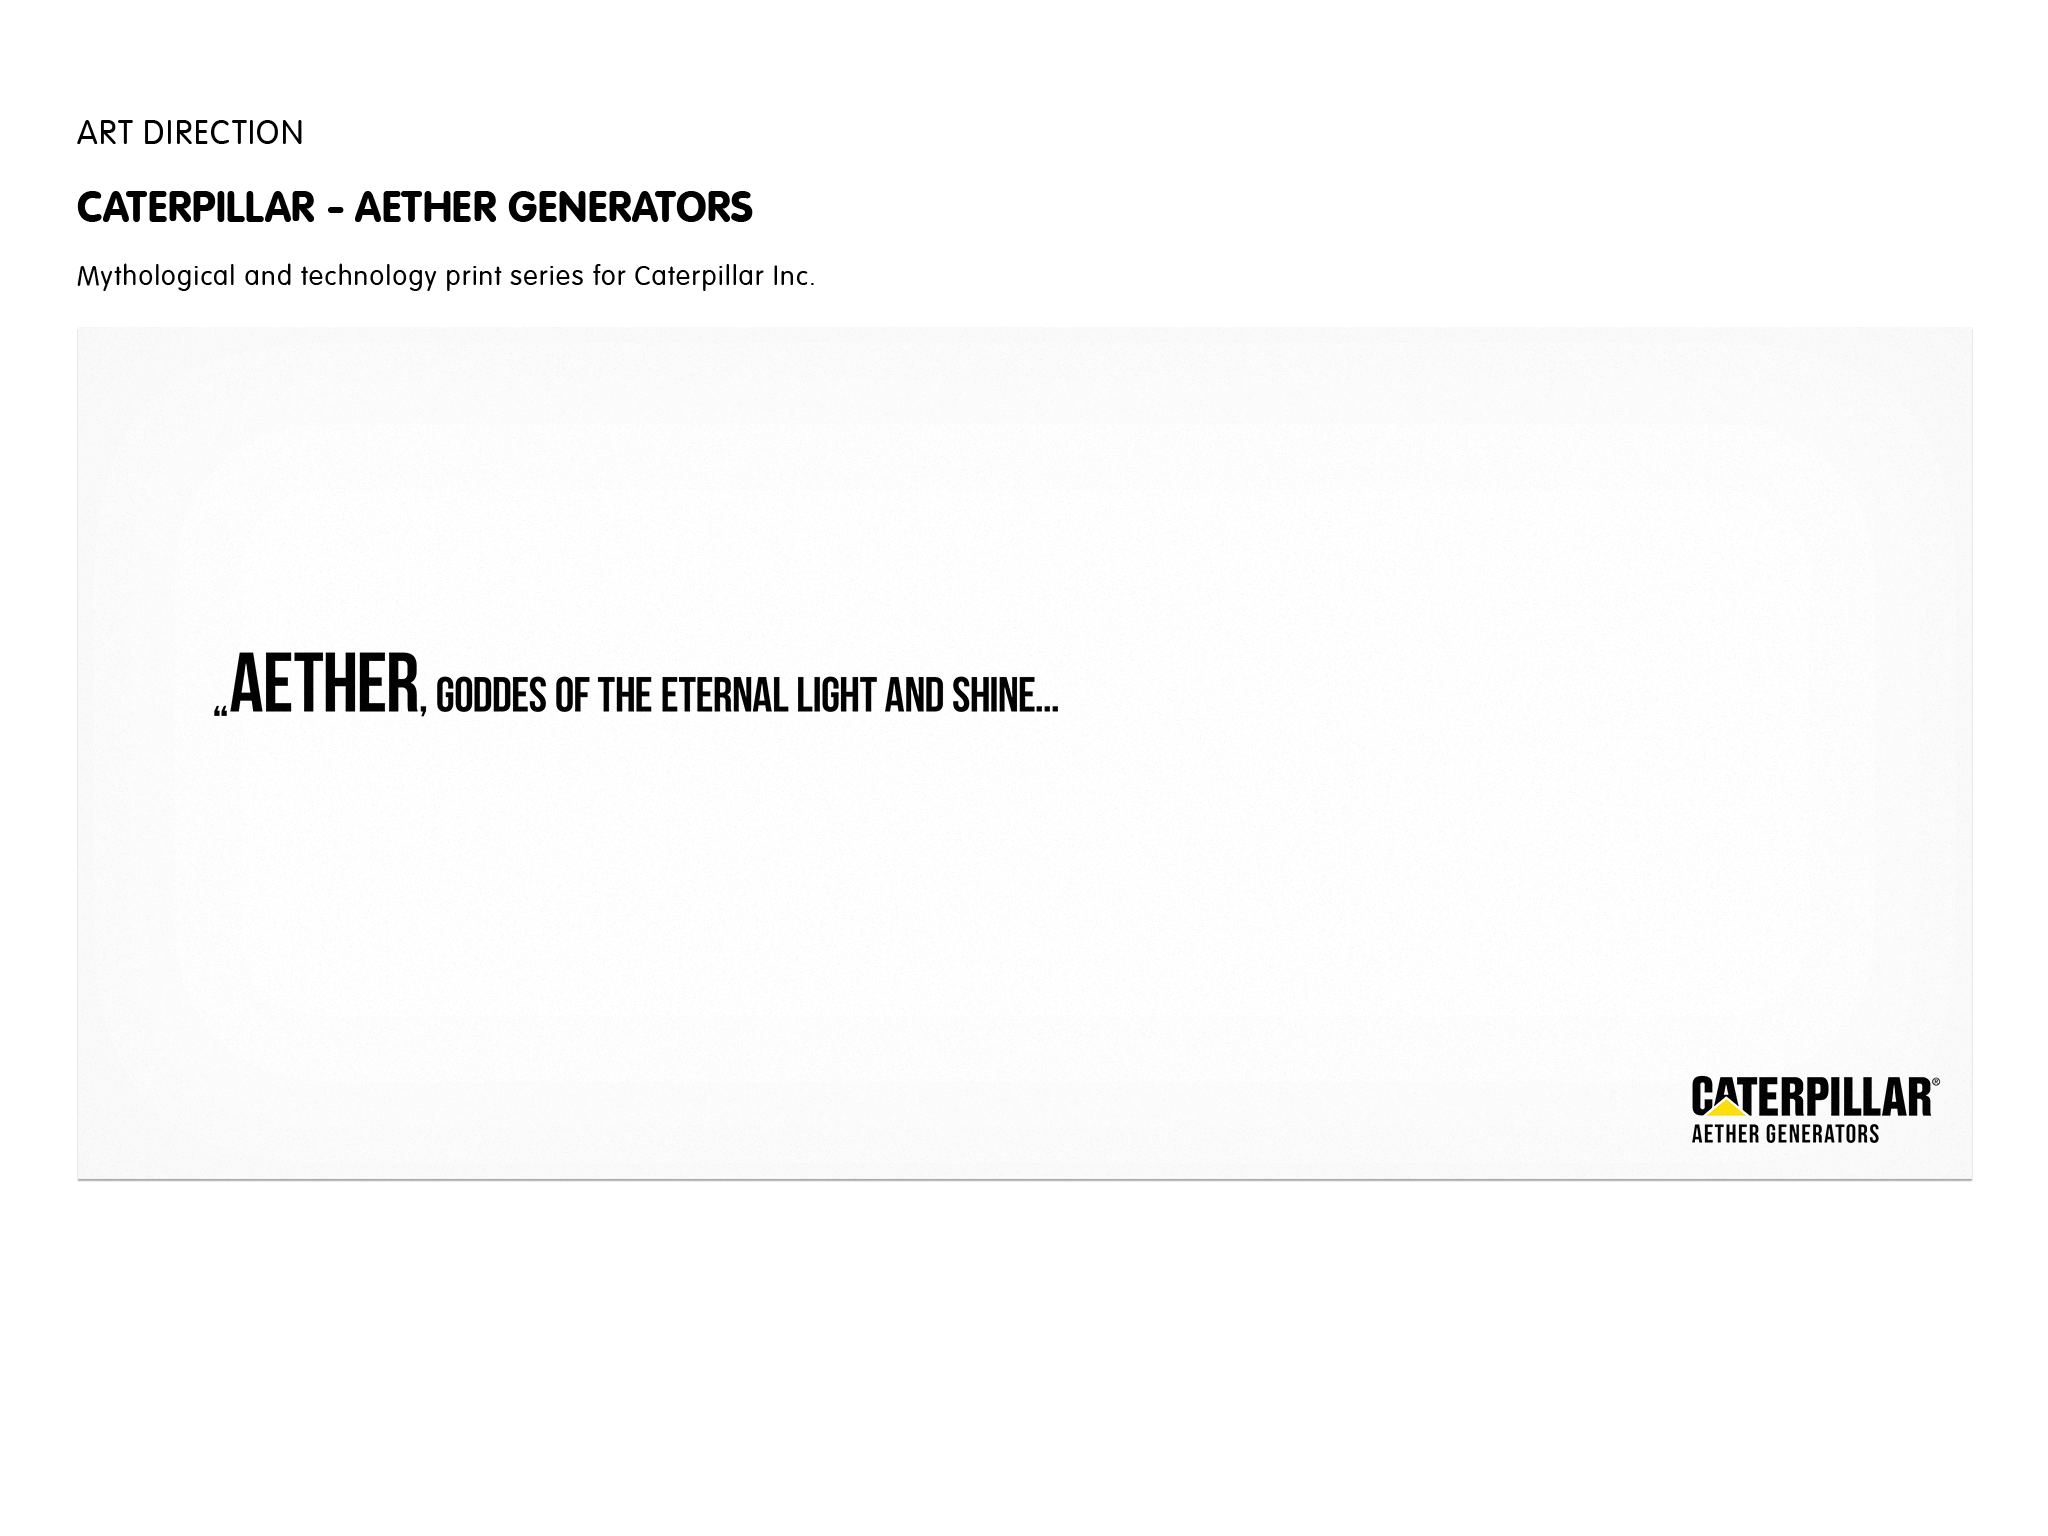 ART DIRECTION
CATERPILLAR - AETHER GENERATORS
Mythological and technology print series for Caterpillar Inc.
„AETHER, GODDES OF THE ETERNAL LIGHT AND SHINE...
CATERPILLAR®
AETHER GENERATORS